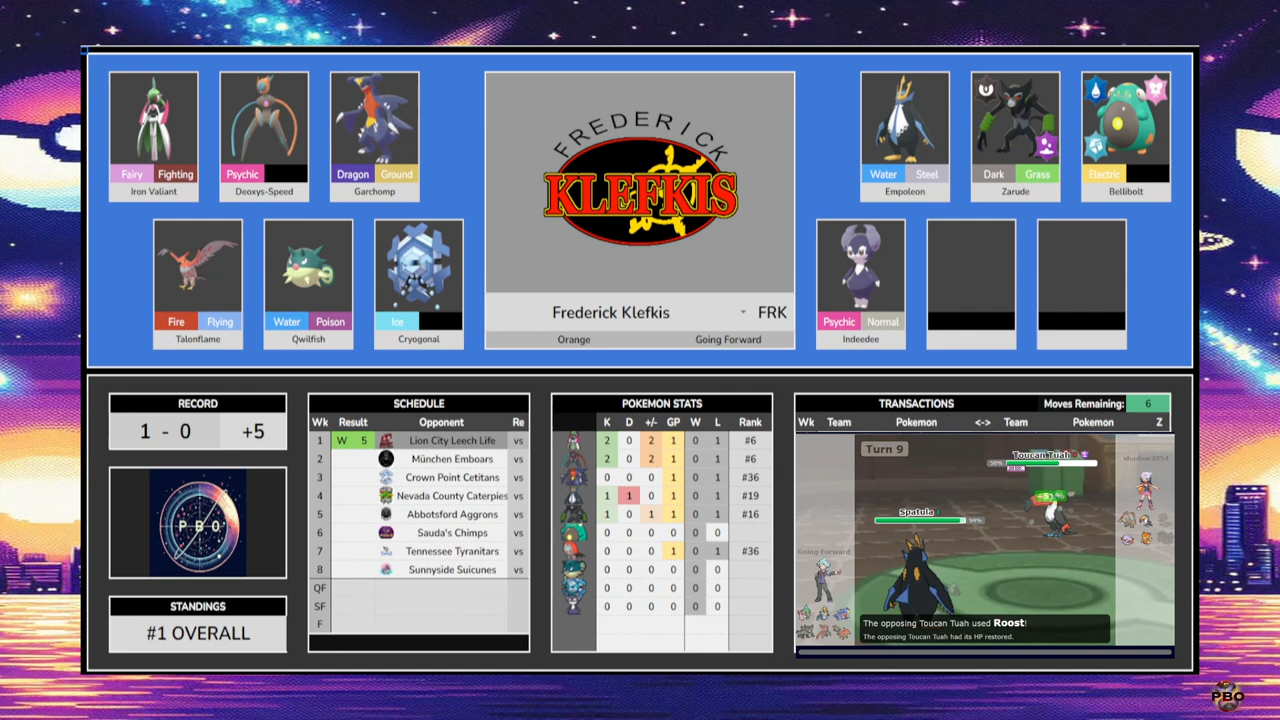 Fairy Fighting
Iron Valiant
Psychic
Deoxys-Speed
Dragon Ground
Garchomp
FREDERICK
KLEFKIS
Water Steel
Empoleon
Dark Grass
Zarude
Electric
Bellibolt
Fire Flying
Talonflame
Water Poison
Qwilfish
Ice
Cryogonal
Frederick Klefkis FRK
Orange Going Forward
Psychic Normal
Indeedee
RECORD
1 - 0 +5
PBO
STANDINGS
#1 OVERALL
SCHEDULE
Wk Result Opponent Re
1 W 5 Lion City Leech Life vs
2 München Emboars vs
3 Crown Point Cetitans vs
4 Nevada County Caterpies vs
5 Abbotsford Aggrons vs
6 Sauda's Chimps vs
7 Tennessee Tyranitars vs
8 Sunnyside Suicunes vs
QF
SF
F
POKEMON STATS
K D +/- GP W L Rank
2 0 2 1 0 1 #6
2 0 2 1 0 1 #6
0 0 0 1 0 1 #36
1 1 0 1 0 1 #19
1 0 1 1 0 1 #16
0 0 0 0 0 0
0 0 0 1 0 1 #36
0 0 0 0 0 0
0 0 0 0 0 0
TRANSACTIONS Moves Remaining: 6
Wk Team Pokemon <-> Team Pokemon Z
Turn 9
Toucan Tuah
shadow2054
Spatula
94%
Going Forward
The opposing Toucan Tuah used Roost!
The opposing Toucan Tuah had its HP restored.
PBO